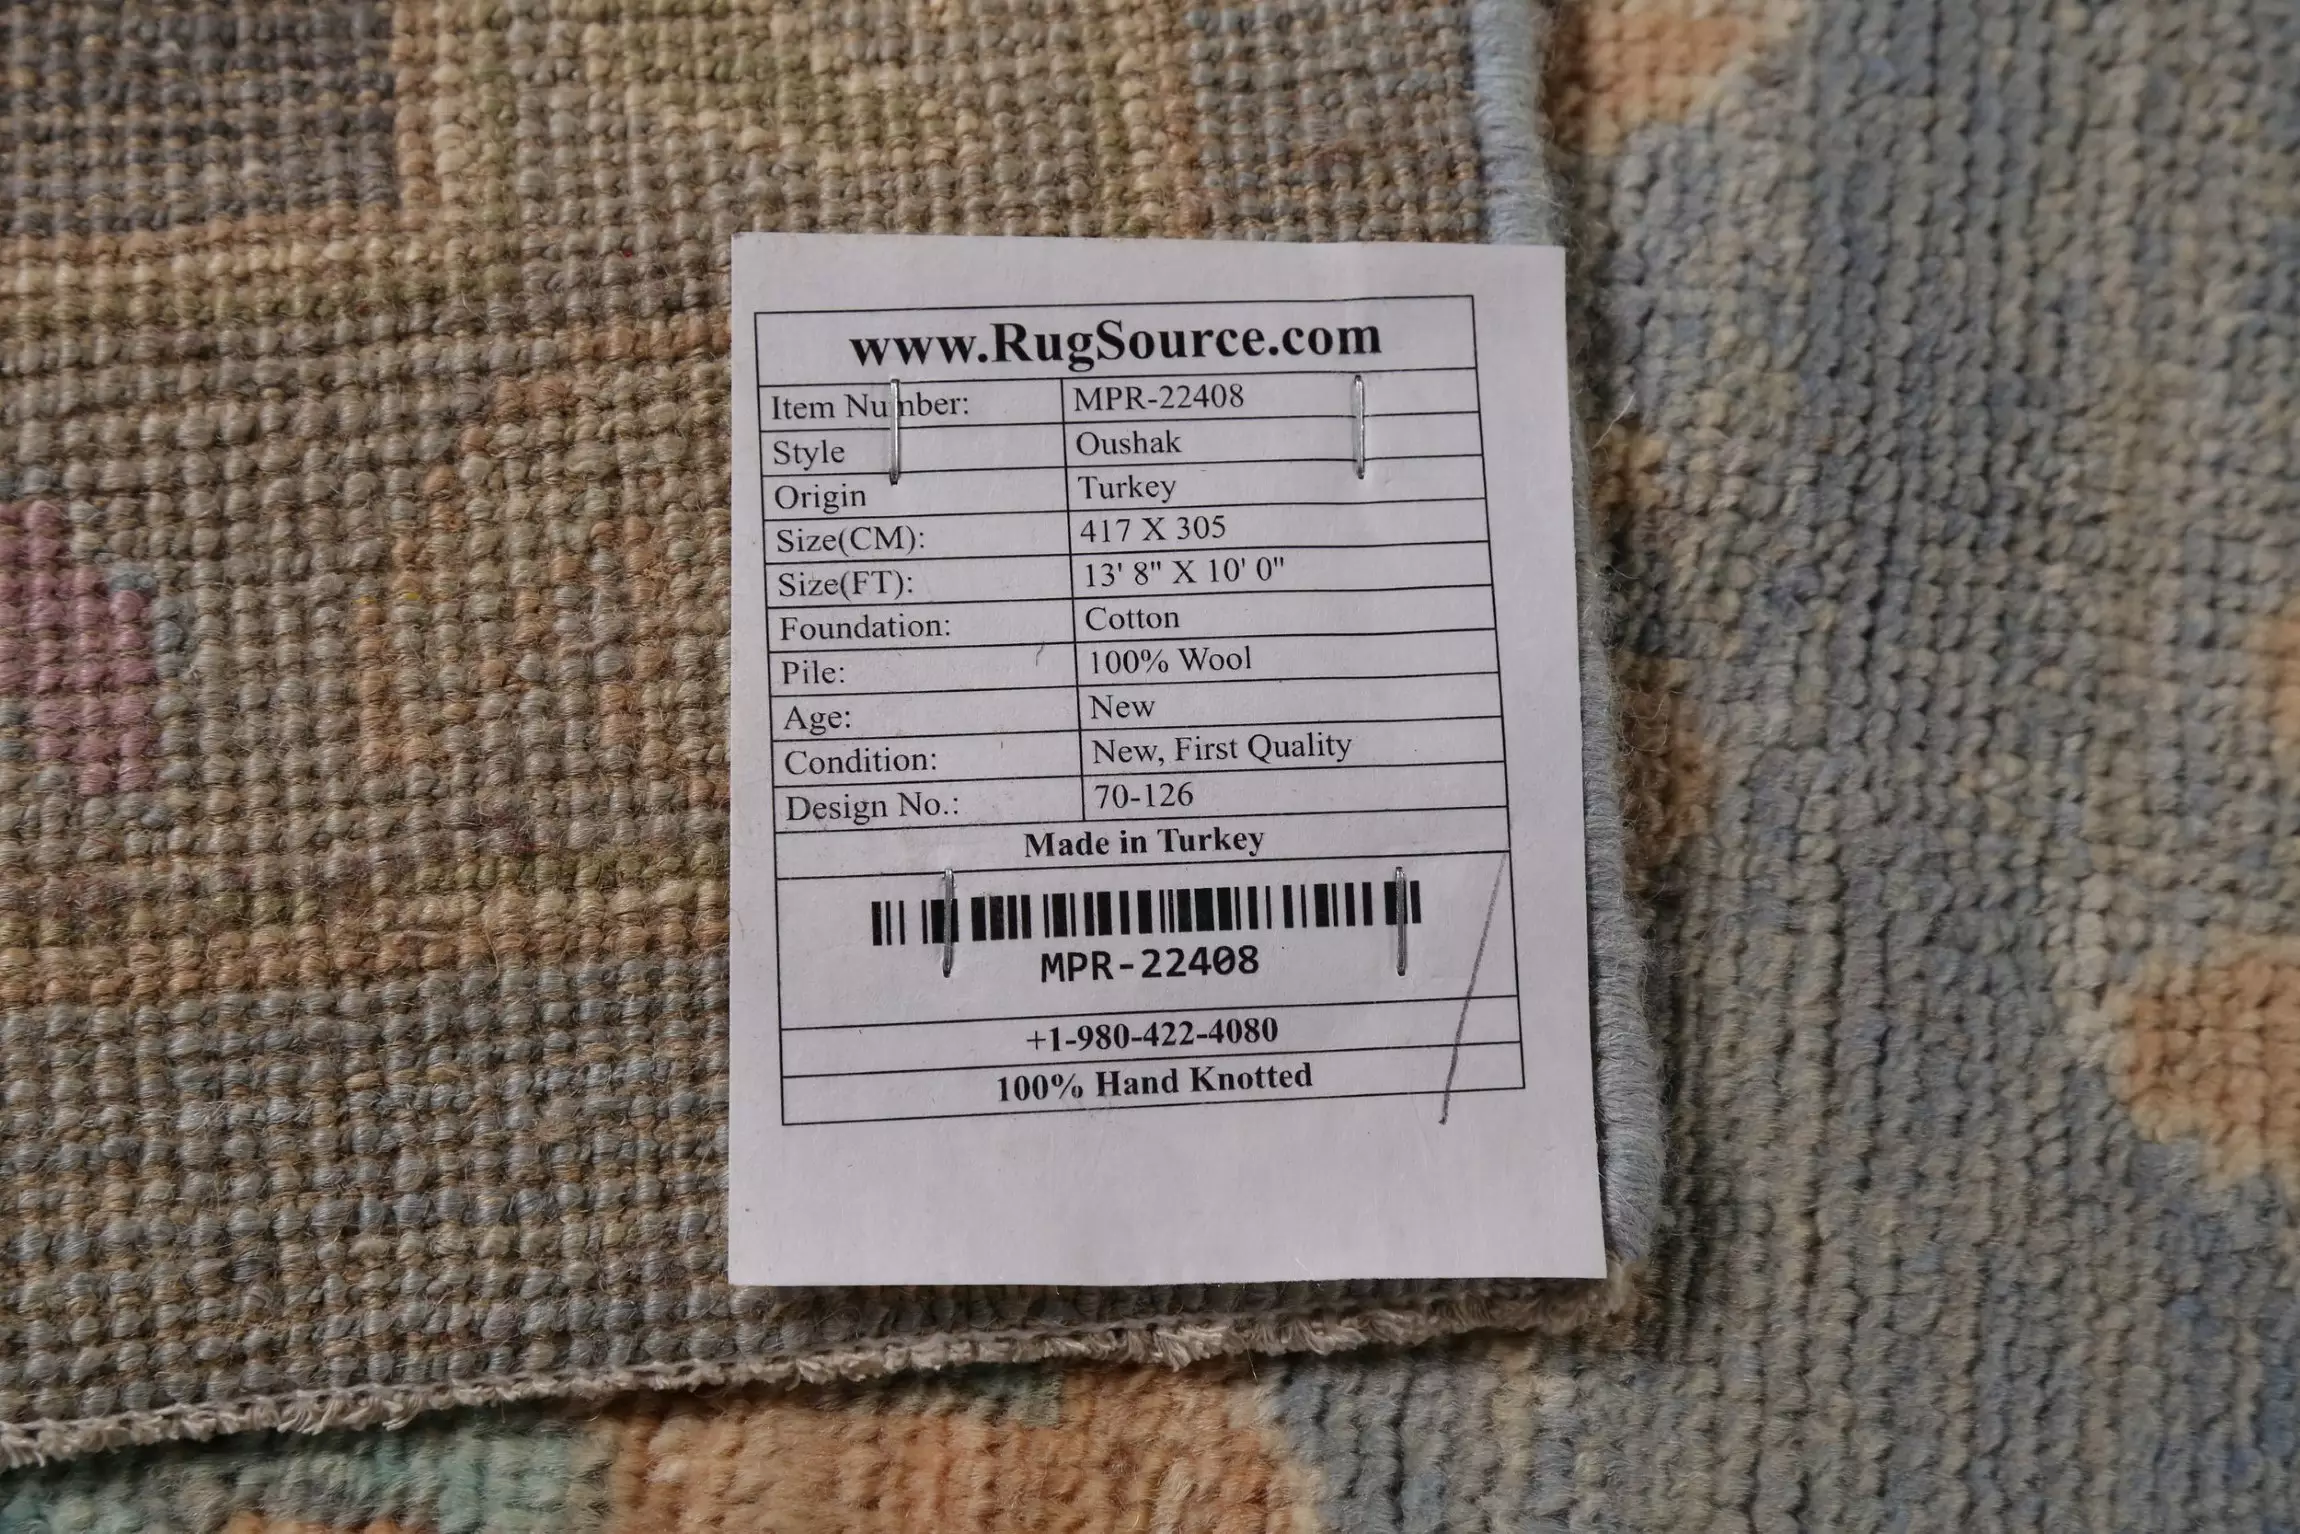 www.RugSource.com
Item Number: MPR-22408
Style Oushak
Origin Turkey
Size(CM): 417 X 305
Size(FT): 13' 8" X 10' 0"
Foundation: Cotton
Pile: 100% Wool
Age: New
Condition: New, First Quality
Design No.: 70-126
Made in Turkey
MPR-22408
+1-980-422-4080
100% Hand Knotted